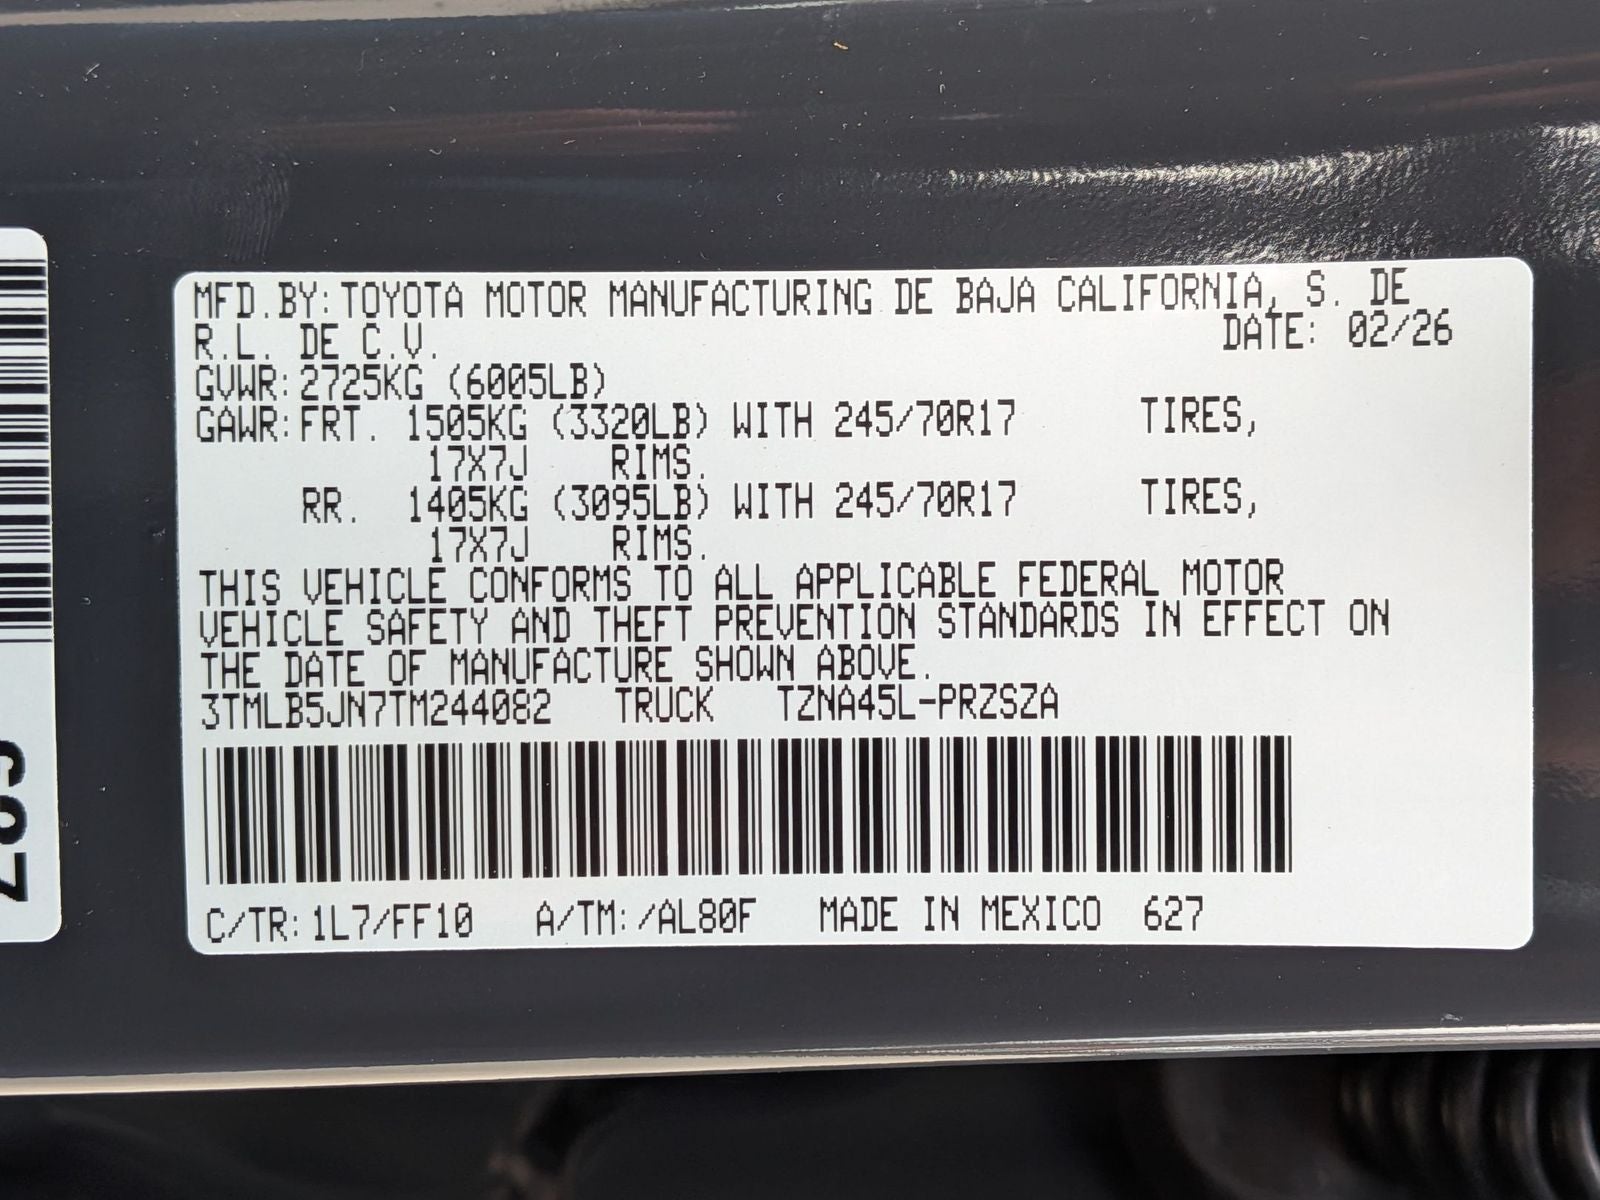 MFD.BY:TOYOTA MOTOR MANUFACTURING DE BAJA CALIFORNIA, S. DE
R.L. DE C.V. DATE: 02/26
GVWR:2725KG (6005LB)
GAWR:FRT. 1505KG (3320LB) WITH 245/70R17 TIRES,
17X7J RIMS.
RR. 1405KG (3095LB) WITH 245/70R17 TIRES,
17X7J RIMS.
THIS VEHICLE CONFORMS TO ALL APPLICABLE FEDERAL MOTOR
VEHICLE SAFETY AND THEFT PREVENTION STANDARDS IN EFFECT ON
THE DATE OF MANUFACTURE SHOWN ABOVE.
3TMLB5JN7TM244082 TRUCK TZNA45L-PRZSZA
C/TR:1L7/FF10 A/TM:/AL80F MADE IN MEXICO 627